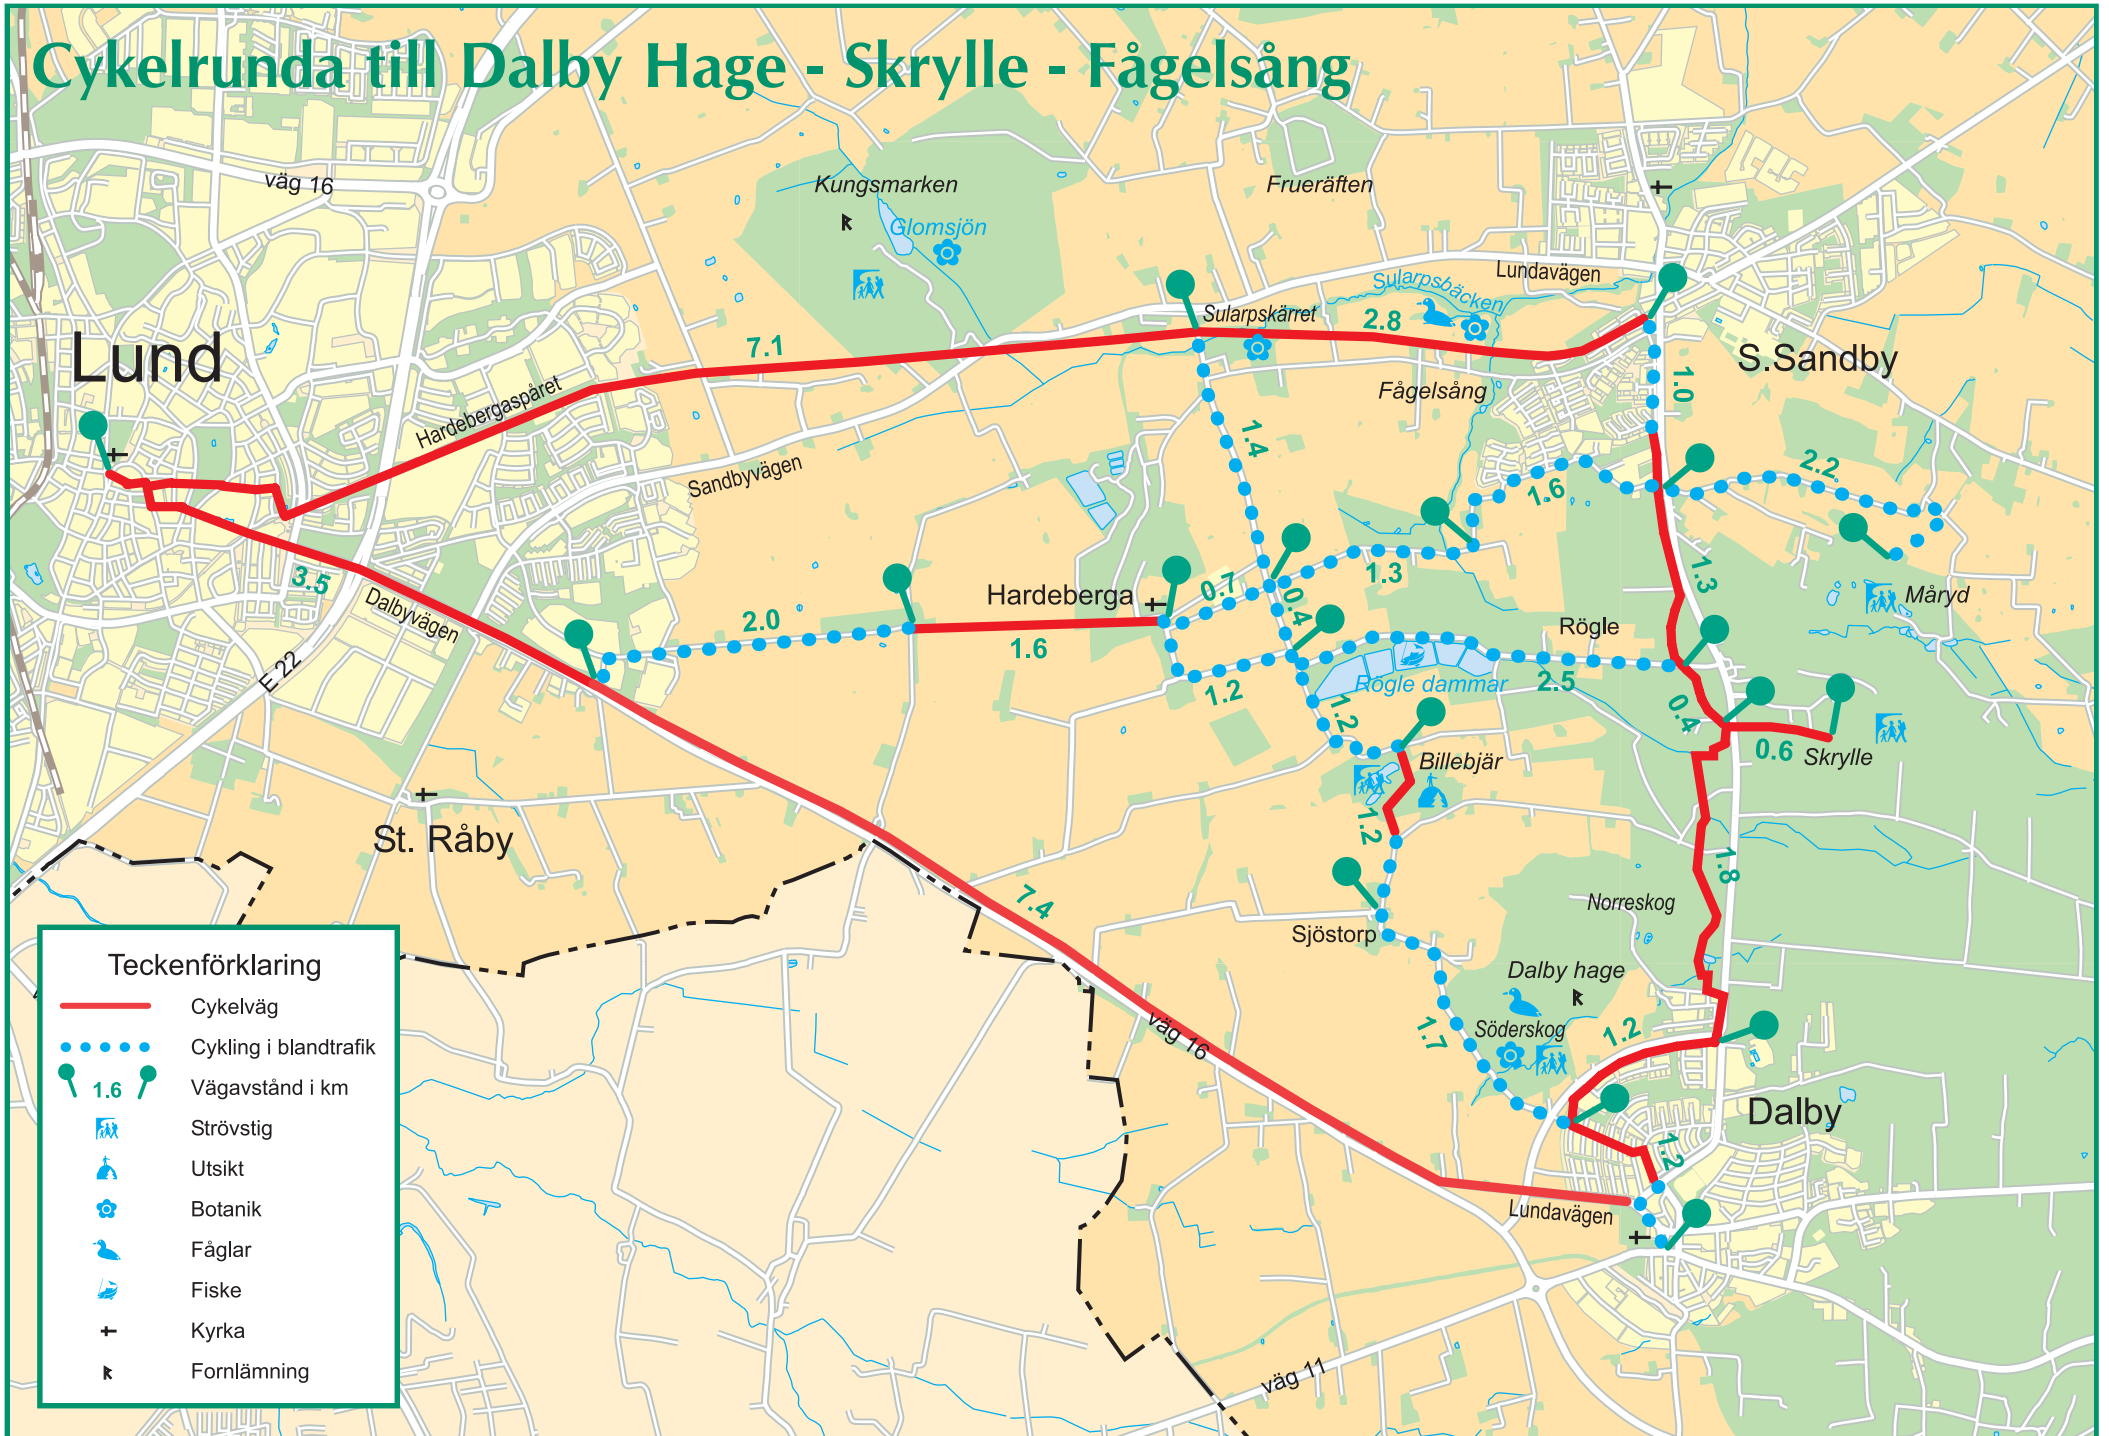 Cykelrunda till Dalby Hage - Skrylle - Fågelsång
väg 16
Kungsmarken
Glomsjön
Frueräften
Lundavägen
Sularpsbäcken
Sularpskärret
2.8
7.1
Lund
S.Sandby
1.0
Hardebergaspåret
Fågelsång
Sandbyvägen
1.4
2.2
1.6
3.5
Dalbyvägen
1.3
1.3
0.7
0.4
Hardeberga
Måryd
2.0
1.6
Rögle
E 22
1.2
Rögle dammar
2.5
1.2
0.4
0.6
Skrylle
Billebjär
1.2
St. Råby
1.8
7.4
Norreskog
Sjöstorp
Dalby hage
Söderskog
1.7
1.2
väg 16
Dalby
1.2
Lundavägen
väg 11
Teckenförklaring
Cykelväg
Cykling i blandtrafik
1.6 Vägavstånd i km
Strövstig
Utsikt
Botanik
Fåglar
Fiske
Kyrka
Fornlämning